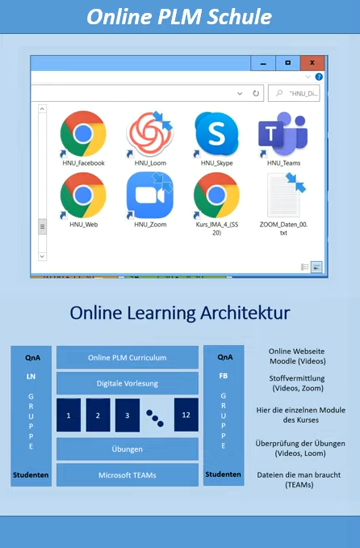 Online PLM Schule
"HNU_Di...
HNU_Facebook
HNU_Loom
HNU_Skype
HNU_Teams
HNU_Web
HNU_Zoom
Kurs_IMA_4_(SS
20)
ZOOM_Daten_00.
txt
Online Learning Architektur
QnA
Online PLM Curriculum
QnA
Online Webseite
Moodle (Videos)
LN
Digitale Vorlesung
FB
Stoffvermittlung
(Videos, Zoom)
GRUPPE
1
2
3
12
GRUPPE
Hier die einzelnen Module
des Kurses
Übungen
Überprüfung der Übungen
(Videos, Loom)
Studenten
Microsoft TEAMs
Studenten
Dateien die man braucht
(TEAMs)